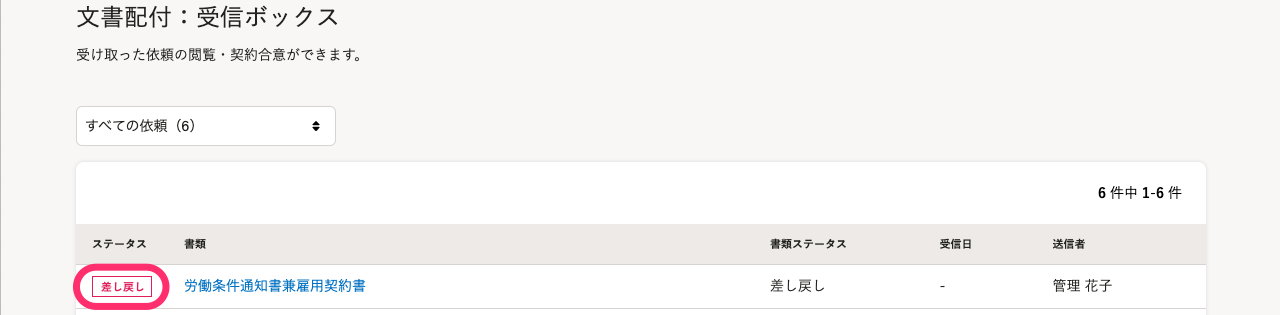 文書配付：受信ボックス
受け取った依頼の閲覧・契約合意ができます。
すべての依頼（6）
6 件中 1-6 件
ステータス 書類 書類ステータス 受信日 送信者
差し戻し 労働条件通知書兼雇用契約書 差し戻し - 管理 花子